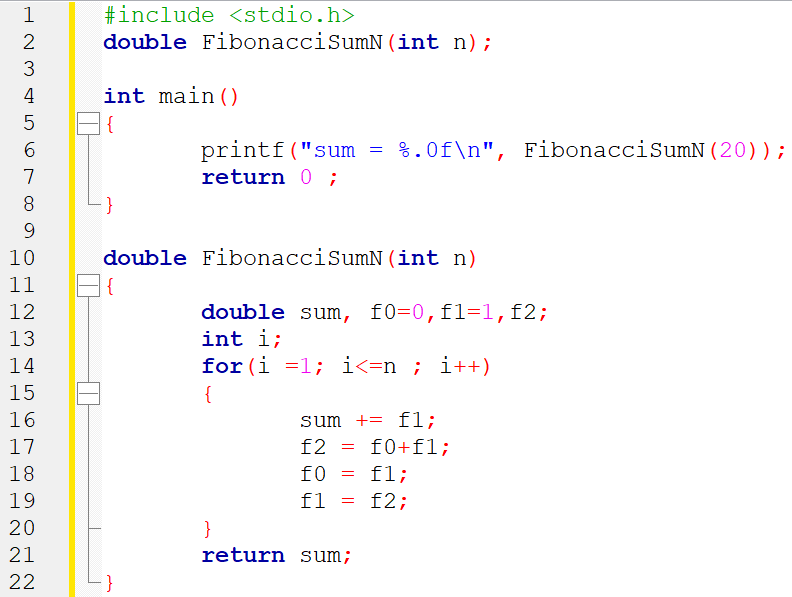 1 #include <stdio.h>
2 double FibonacciSumN(int n);
3
4 int main()
5 {
6 printf("sum = %.0f\n", FibonacciSumN(20));
7 return 0 ;
8 }
9
10 double FibonacciSumN(int n)
11 {
12 double sum, f0=0,f1=1,f2;
13 int i;
14 for(i =1; i<=n ; i++)
15 {
16 sum += f1;
17 f2 = f0+f1;
18 f0 = f1;
19 f1 = f2;
20 }
21 return sum;
22 }